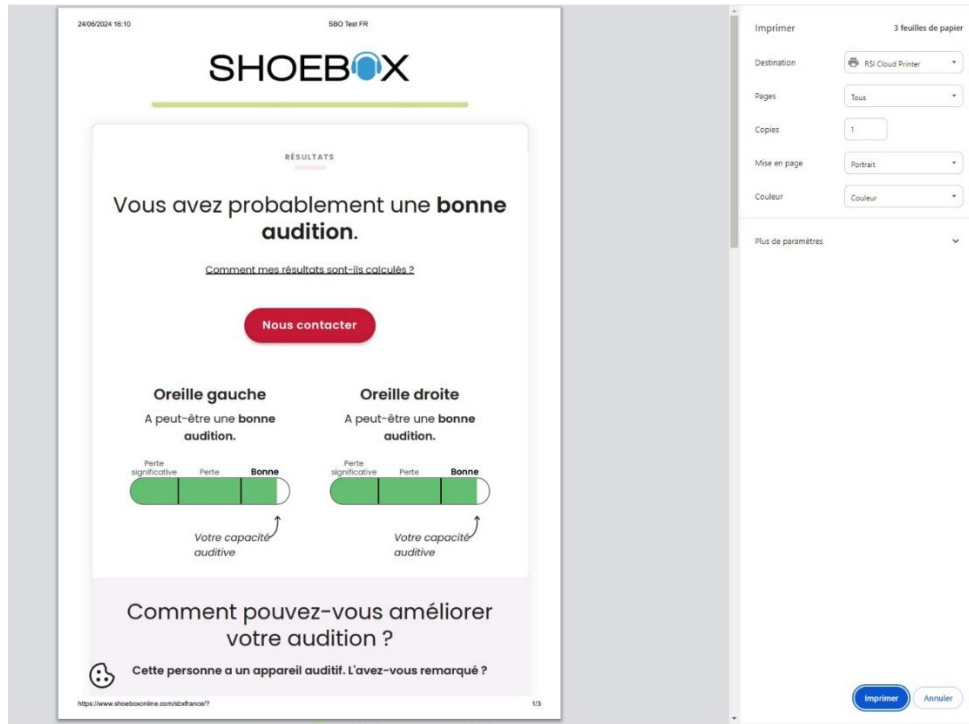 24/06/2024 16:10
SBO Test FR
SHOEBOX
RÉSULTATS
Vous avez probablement une bonne
audition.
Comment mes résultats sont-ils calculés ?
Nous contacter
Oreille gauche
A peut-être une bonne
audition.
Perte
significative
Perte
Bonne
Votre capacité
auditive
Oreille droite
A peut-être une bonne
audition.
Perte
significative
Perte
Bonne
Votre capacité
auditive
Comment pouvez-vous améliorer
votre audition ?
Cette personne a un appareil auditif. L'avez-vous remarqué ?
https://www.shoeboxonline.com/sbxfrance/?
1/3
Imprimer
3 feuilles de papier
Destination
RSI Cloud Printer
Pages
Tous
Copies
1
Mise en page
Portrait
Couleur
Couleur
Plus de paramètres
Imprimer
Annuler